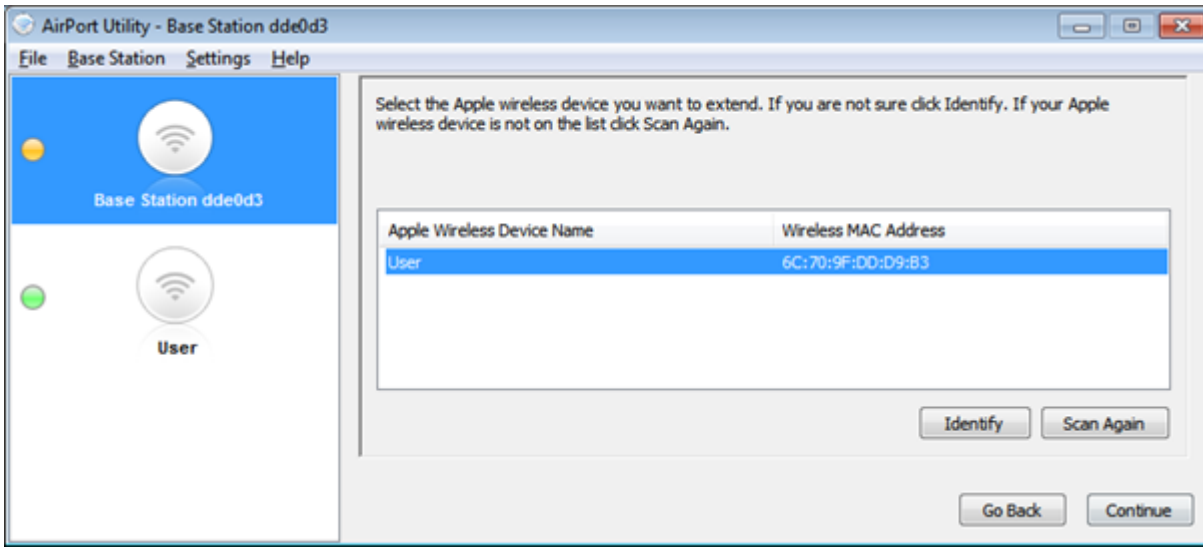 AirPort Utility - Base Station dde0d3
File Base Station Settings Help
Base Station dde0d3
User
Select the Apple wireless device you want to extend. If you are not sure click Identify. If your Apple
wireless device is not on the list click Scan Again.
Apple Wireless Device Name Wireless MAC Address
User 6C:70:9F:DD:D9:B3
Identify Scan Again
Go Back Continue